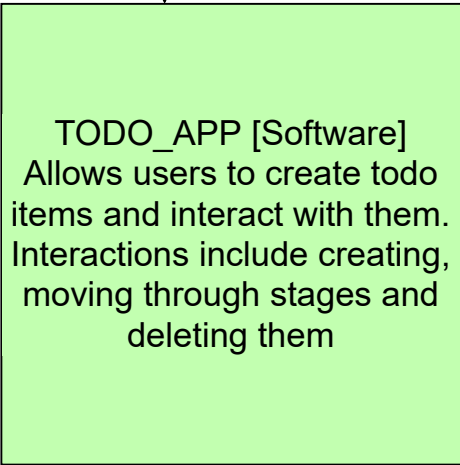 TODO_APP [Software]
Allows users to create todo
items and interact with them.
Interactions include creating,
moving through stages and
deleting them